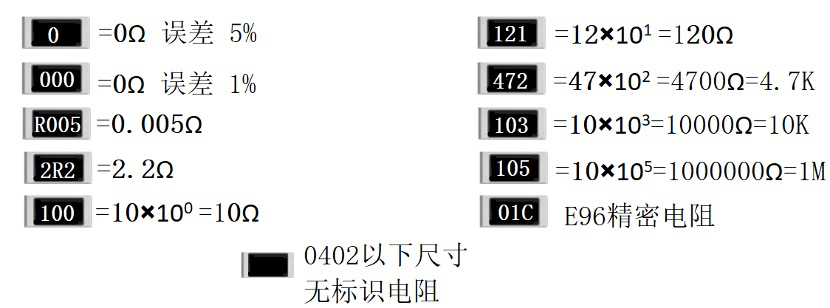 0 =0Ω 误差 5%
000 =0Ω 误差 1%
R005 =0.005Ω
2R2 =2.2Ω
100 =10×10⁰ =10Ω
121 =12×10¹ =120Ω
472 =47×10² =4700Ω=4.7K
103 =10×10³=10000Ω=10K
105 =10×10⁵=1000000Ω=1M
01C E96精密电阻
0402以下尺寸
无标识电阻